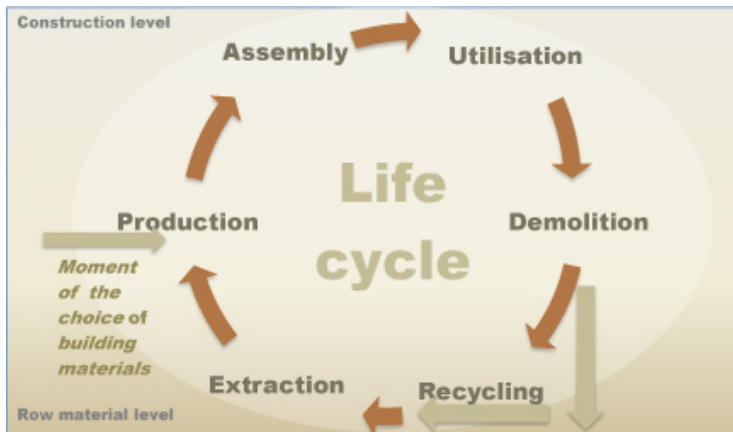 Construction level
Assembly
Utilisation
Life
cycle
Production
Demolition
Moment
of the
choice of
building
materials
Extraction
Recycling
Row material level